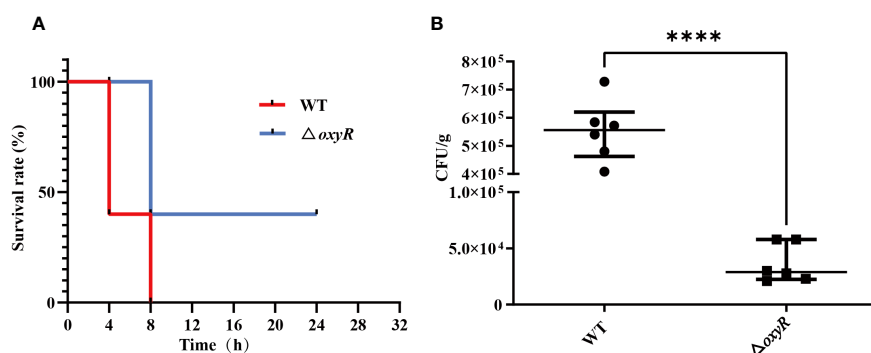 A
Survival rate (%)
100
50
0
0 4 8 12 16 20 24 28 32
Time (h)
WT
△oxyR
B
****
CFU/g
8×10⁵
7×10⁵
6×10⁵
5×10⁵
4×10⁵
1.0×10⁵
5.0×10⁴
0
WT
△oxyR